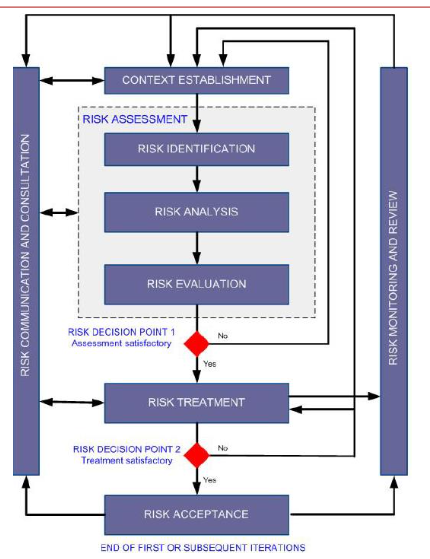 CONTEXT ESTABLISHMENT
RISK ASSESSMENT
RISK IDENTIFICATION
RISK ANALYSIS
RISK EVALUATION
RISK COMMUNICATION AND CONSULTATION
RISK MONITORING AND REVIEW
RISK DECISION POINT 1
Assessment satisfactory
No
Yes
RISK TREATMENT
RISK DECISION POINT 2
Treatment satisfactory
No
Yes
RISK ACCEPTANCE
END OF FIRST OR SUBSEQUENT ITERATIONS